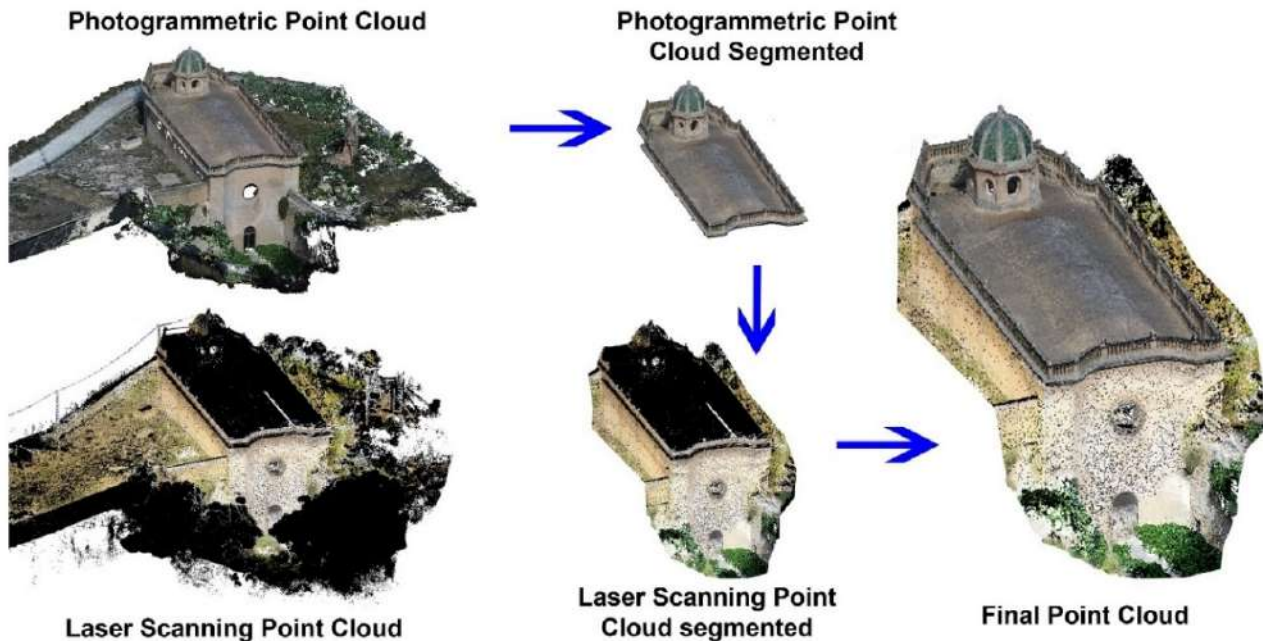 Photogrammetric Point Cloud
Photogrammetric Point
Cloud Segmented
Laser Scanning Point Cloud
Laser Scanning Point
Cloud segmented
Final Point Cloud